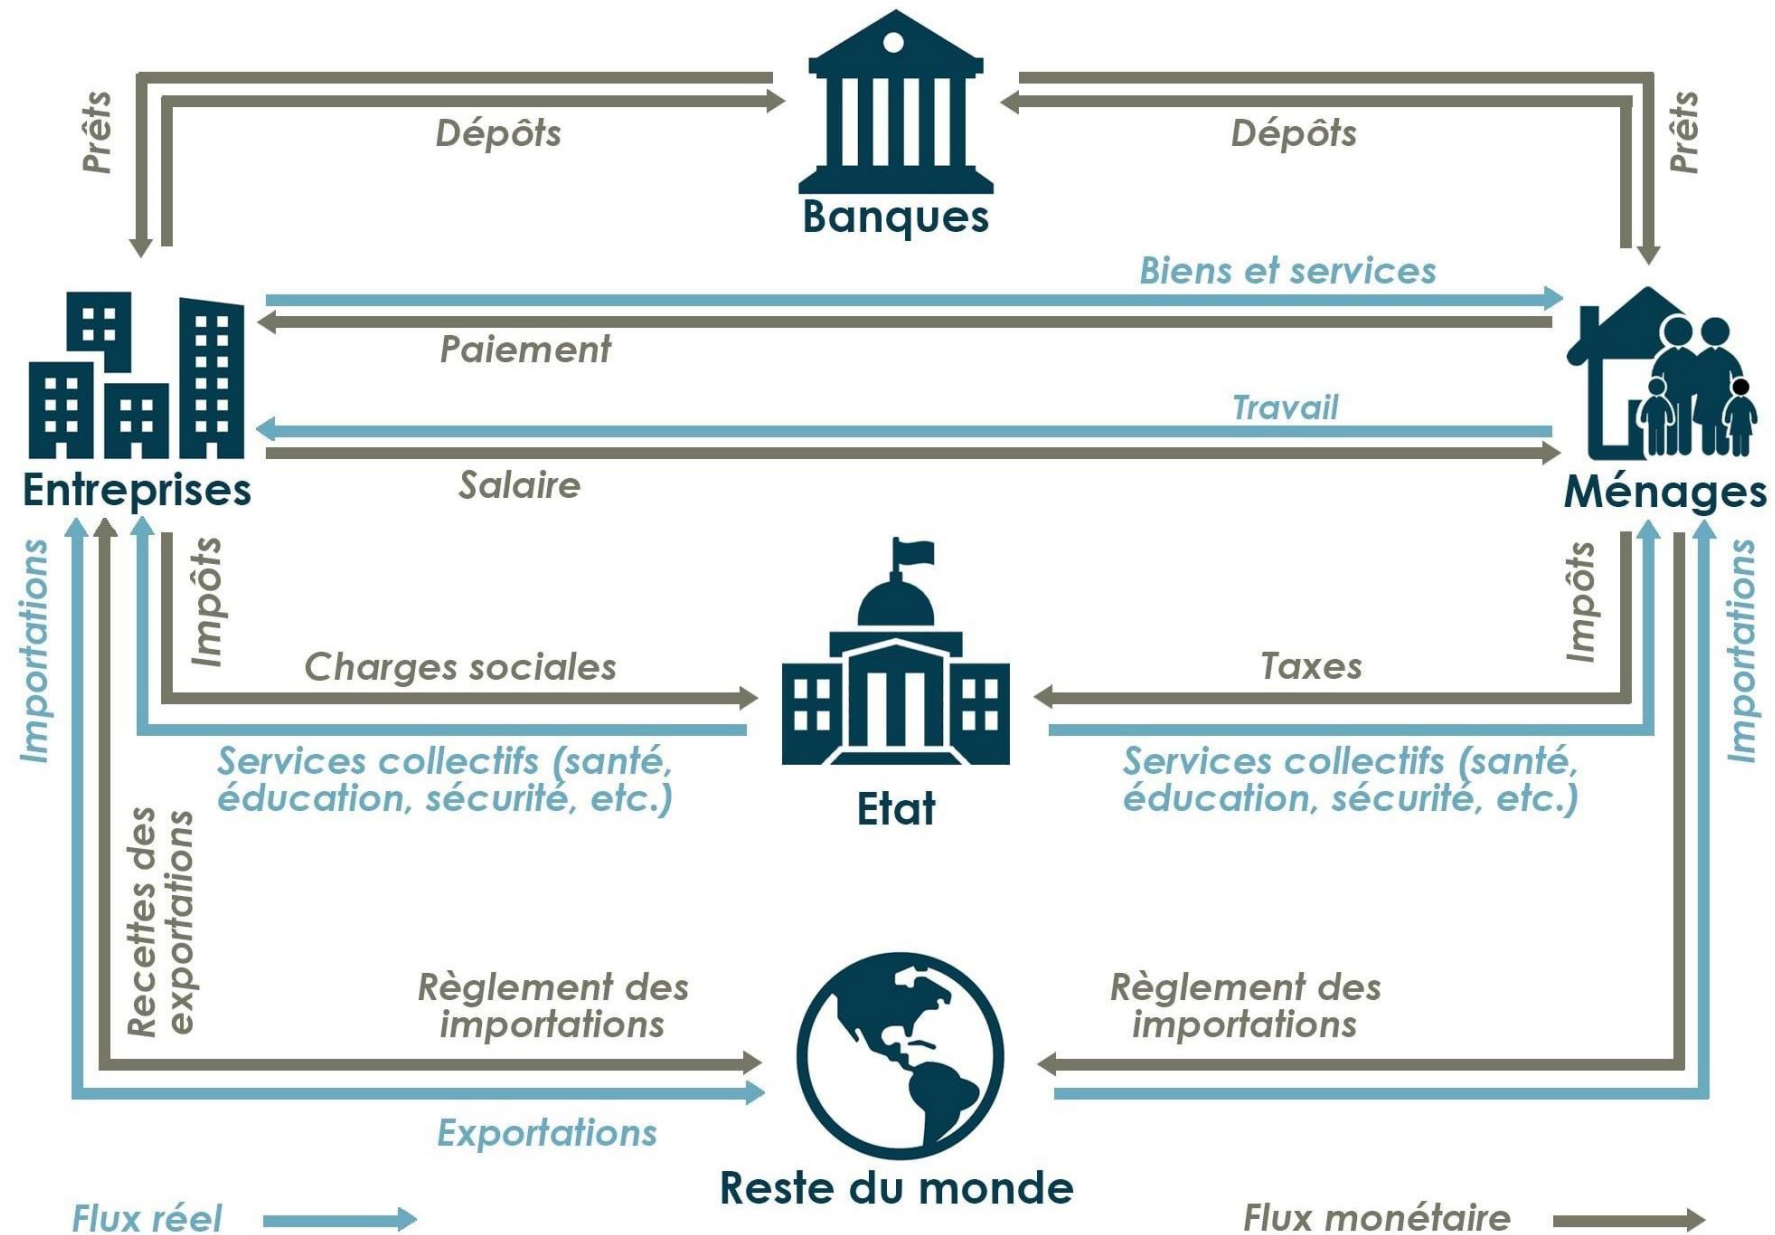 Prêts
Dépôts
Dépôts
Prêts
Banques
Biens et services
Paiement
Travail
Salaire
Entreprises
Ménages
Importations
Impôts
Impôts
Importations
Charges sociales
Taxes
Services collectifs (santé,
éducation, sécurité, etc.)
Services collectifs (santé,
éducation, sécurité, etc.)
Etat
Recettes des
exportations
Règlement des
importations
Règlement des
importations
Exportations
Reste du monde
Flux réel
Flux monétaire